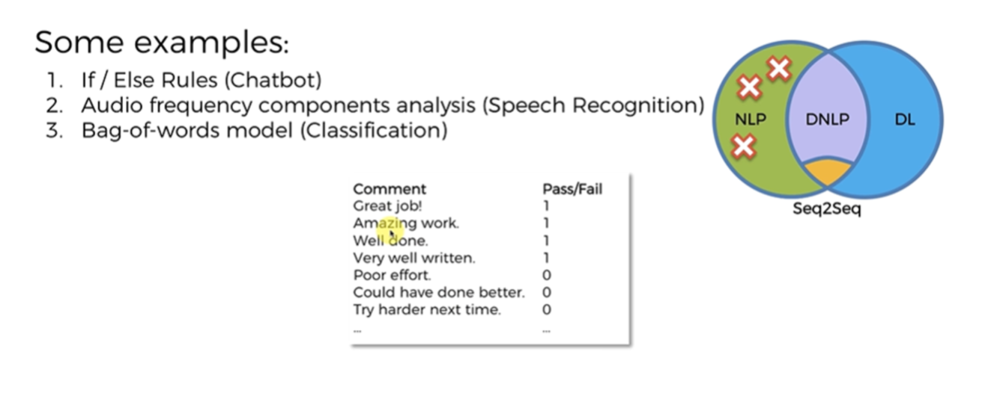 Some examples:
1. If / Else Rules (Chatbot)
2. Audio frequency components analysis (Speech Recognition)
3. Bag-of-words model (Classification)
NLP DNLP DL
Seq2Seq
Comment Pass/Fail
Great job! 1
Amazing work. 1
Well done. 1
Very well written. 1
Poor effort. 0
Could have done better. 0
Try harder next time. 0
... ...